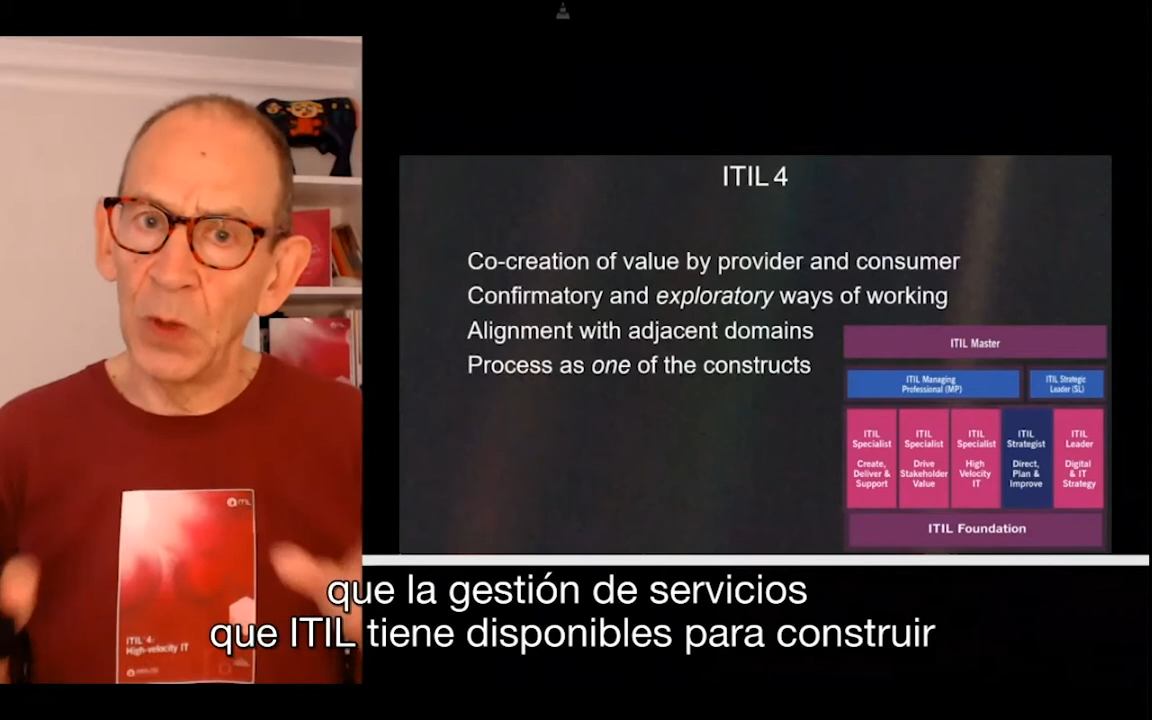 ITIL 4
Co-creation of value by provider and consumer
Confirmatory and exploratory ways of working
Alignment with adjacent domains
Process as one of the constructs
ITIL Master
ITIL Managing
Professional (MP)
ITIL Strategic
Leader (SL)
ITIL
Specialist
Create,
Deliver &
Support
ITIL
Specialist
Drive
Stakeholder
Value
ITIL
Specialist
High
Velocity
IT
ITIL
Strategist
Direct,
Plan &
Improve
ITIL
Leader
Digital
& IT
Strategy
ITIL Foundation
ITIL
ITIL 4:
High-velocity IT
que la gestión de servicios
que ITIL tiene disponibles para construir